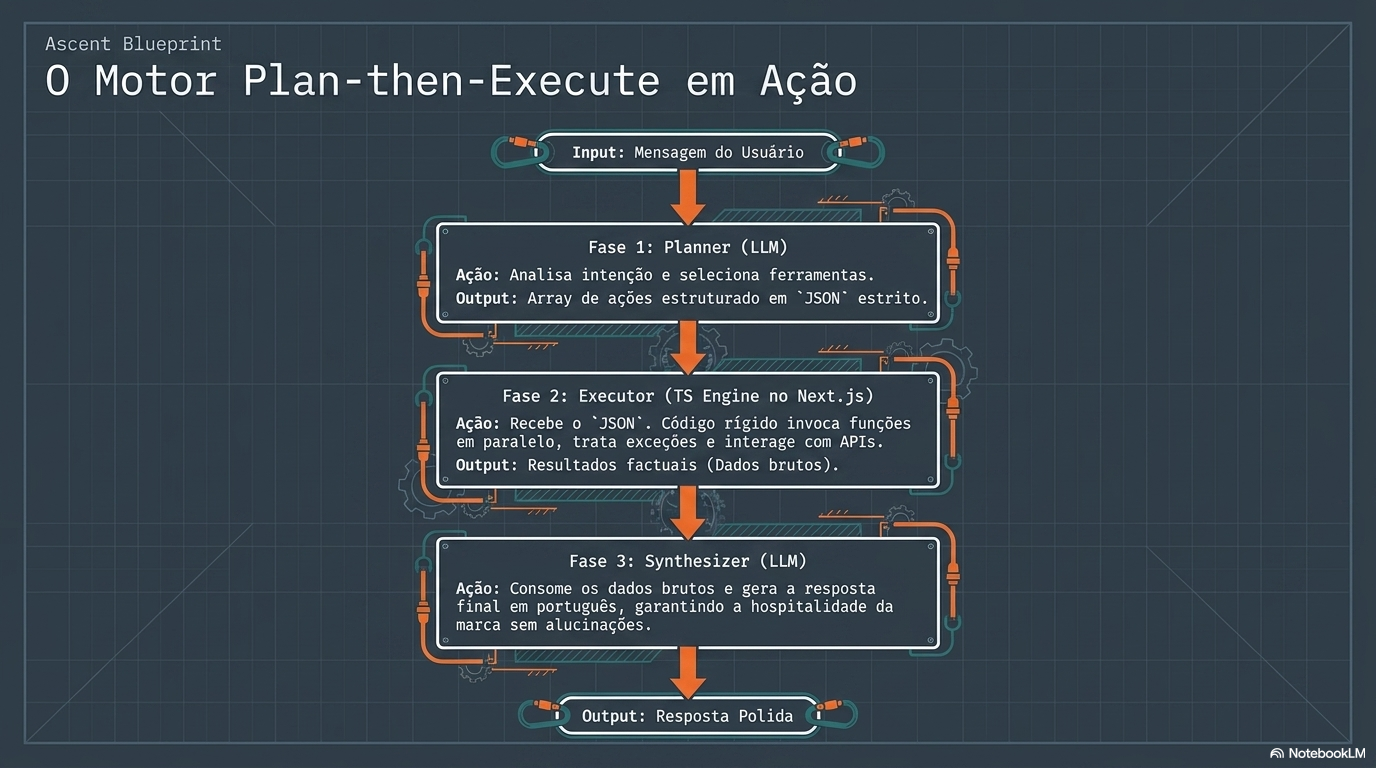 Ascent Blueprint
O Motor Plan-then-Execute em Ação
Input: Mensagem do Usuário
Fase 1: Planner (LLM)
Ação: Analisa intenção e seleciona ferramentas.
Output: Array de ações estruturado em `JSON` estrito.
Fase 2: Executor (TS Engine no Next.js)
Ação: Recebe o `JSON`. Código rígido invoca funções
em paralelo, trata exceções e interage com APIs.
Output: Resultados factuais (Dados brutos).
Fase 3: Synthesizer (LLM)
Ação: Consome os dados brutos e gera a resposta
final em português, garantindo a hospitalidade da
marca sem alucinações.
Output: Resposta Polida
NotebookLM